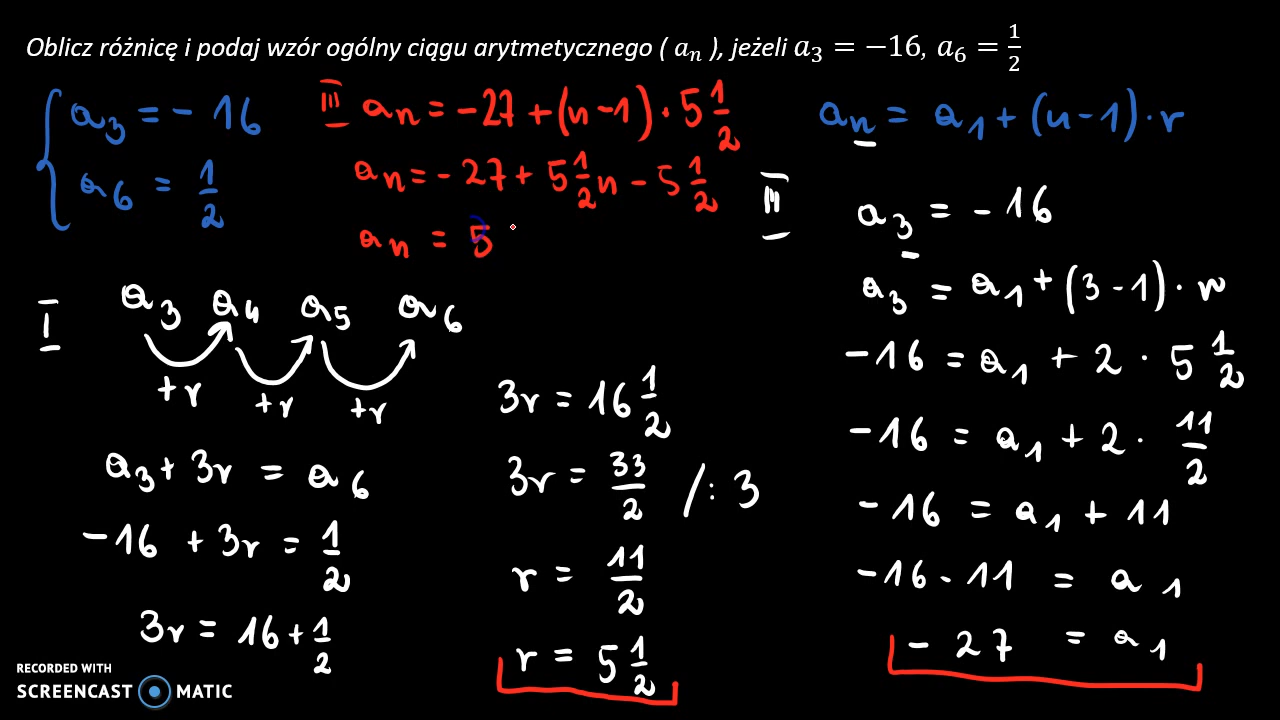 Oblicz różnicę i podaj wzór ogólny ciągu arytmetycznego ( aₙ ), jeżeli a₃ = −16, a₆ = 1/2
a₃ = - 16
a₆ = 1/2
III aₙ = -27 + (n-1) · 5 1/2
aₙ = - 27 + 5 1/2 n - 5 1/2
aₙ = 5
aₙ = a₁ + (n-1) · r
I
a₃ a₄ a₅ a₆
+r +r +r
a₃ + 3r = a₆
-16 + 3r = 1/2
3r = 16 + 1/2
3r = 16 1/2
3r = 33/2 /: 3
r = 11/2
r = 5 1/2
II
a₃ = - 16
a₃ = a₁ + (3-1) · r
-16 = a₁ + 2 · 5 1/2
-16 = a₁ + 2 · 11/2
-16 = a₁ + 11
-16 - 11 = a₁
- 27 = a₁
RECORDED WITH
SCREENCAST MATIC